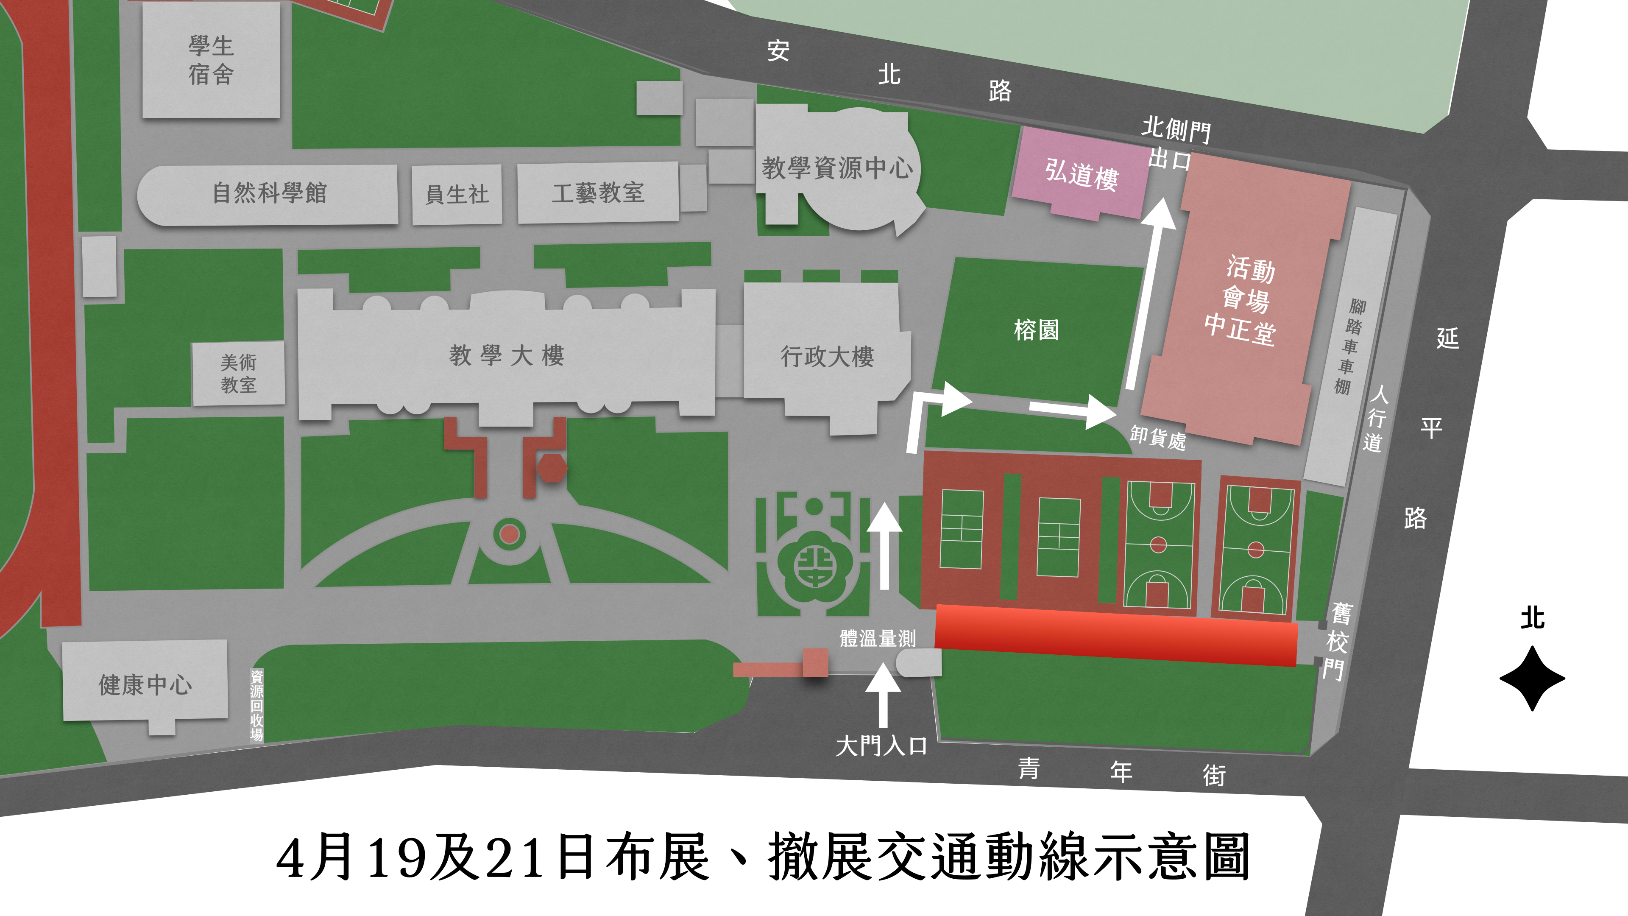 安北路
學生
宿舍
北側門
出口
弘道樓
教學資源中心
自然科學館
員生社
工藝教室
活動
會場
中正堂
腳踏車車棚
榕園
延平路
教學大樓
行政大樓
美術
教室
人行道
卸貨處
舊校門
體溫量測
健康中心
資源回收場
北
大門入口
青年街
4月19及21日布展、撤展交通動線示意圖